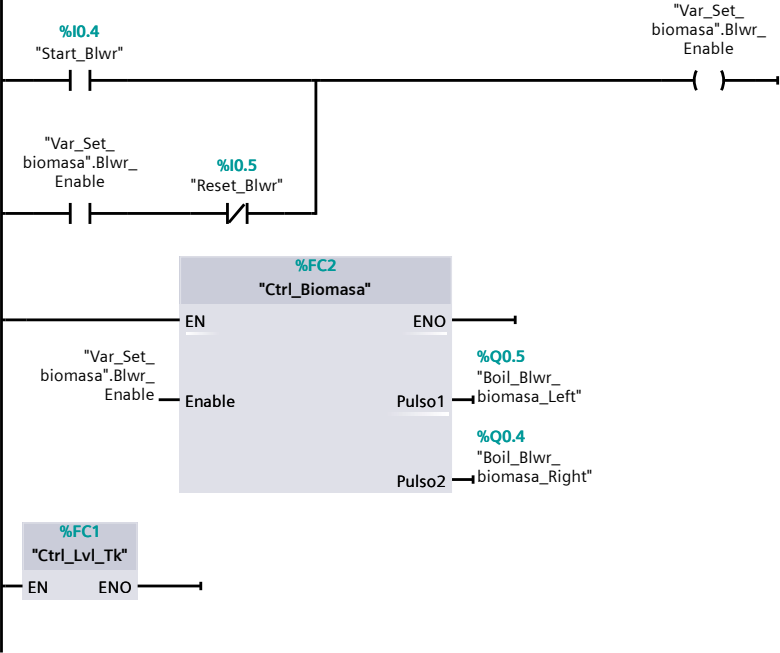 %I0.4
"Start_Blwr"
"Var_Set_
biomasa".Blwr_
Enable
"Var_Set_
biomasa".Blwr_
Enable
%I0.5
"Reset_Blwr"
%FC2
"Ctrl_Biomasa"
EN
ENO
"Var_Set_
biomasa".Blwr_
Enable
Enable
Pulso1
%Q0.5
"Boil_Blwr_
biomasa_Left"
Pulso2
%Q0.4
"Boil_Blwr_
biomasa_Right"
%FC1
"Ctrl_Lvl_Tk"
EN
ENO